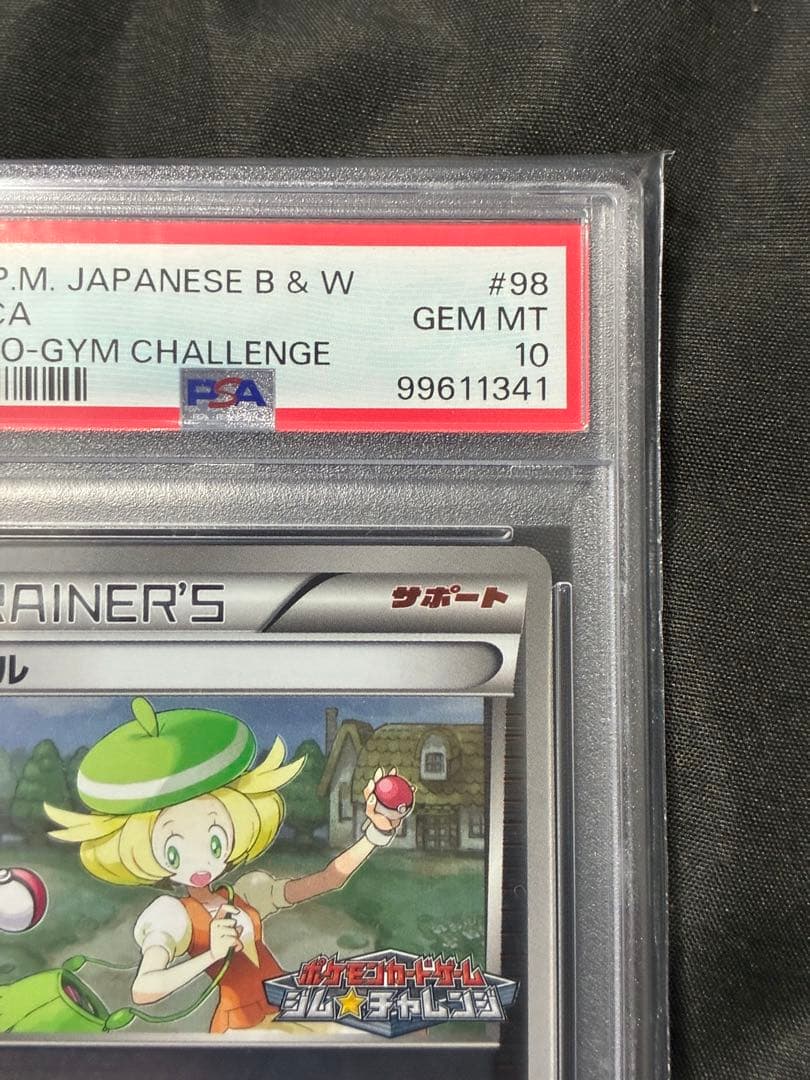 P.M. JAPANESE B & W #98
CA GEM MT
O-GYM CHALLENGE 10
PSA 99611341
RAINER'S サポート
ル
ポケモンカードゲーム
ジム★チャレンジ